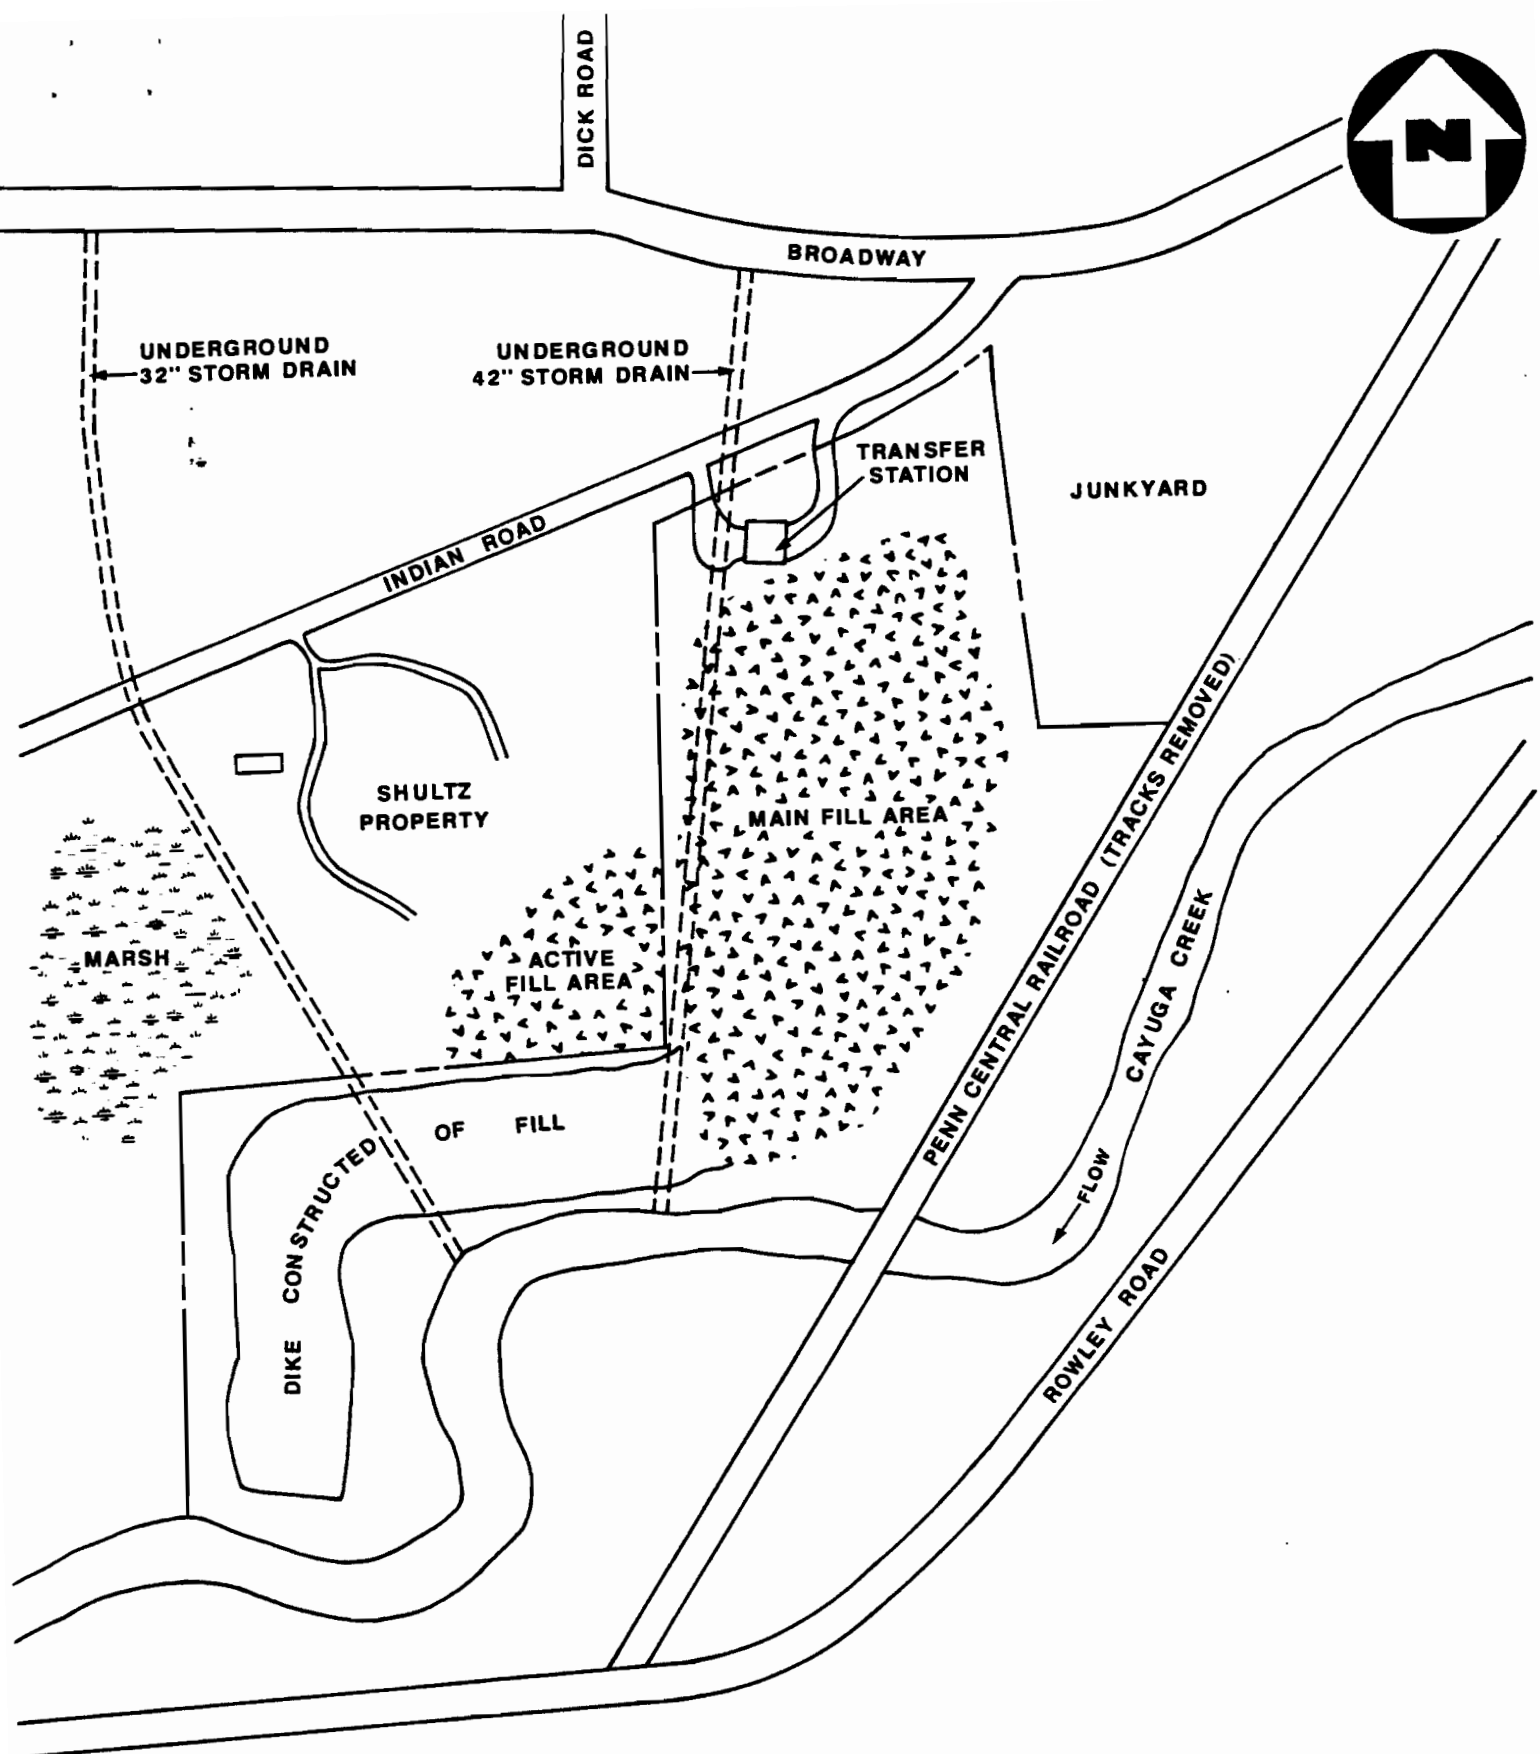 DICK ROAD
N
BROADWAY
UNDERGROUND
32" STORM DRAIN
UNDERGROUND
42" STORM DRAIN
TRANSFER
STATION
JUNKYARD
INDIAN ROAD
SHULTZ
PROPERTY
MAIN FILL AREA
PENN CENTRAL RAILROAD (TRACKS REMOVED)
CAYUGA CREEK
MARSH
ACTIVE
FILL AREA
DIKE CONSTRUCTED OF FILL
FLOW
ROWLEY ROAD